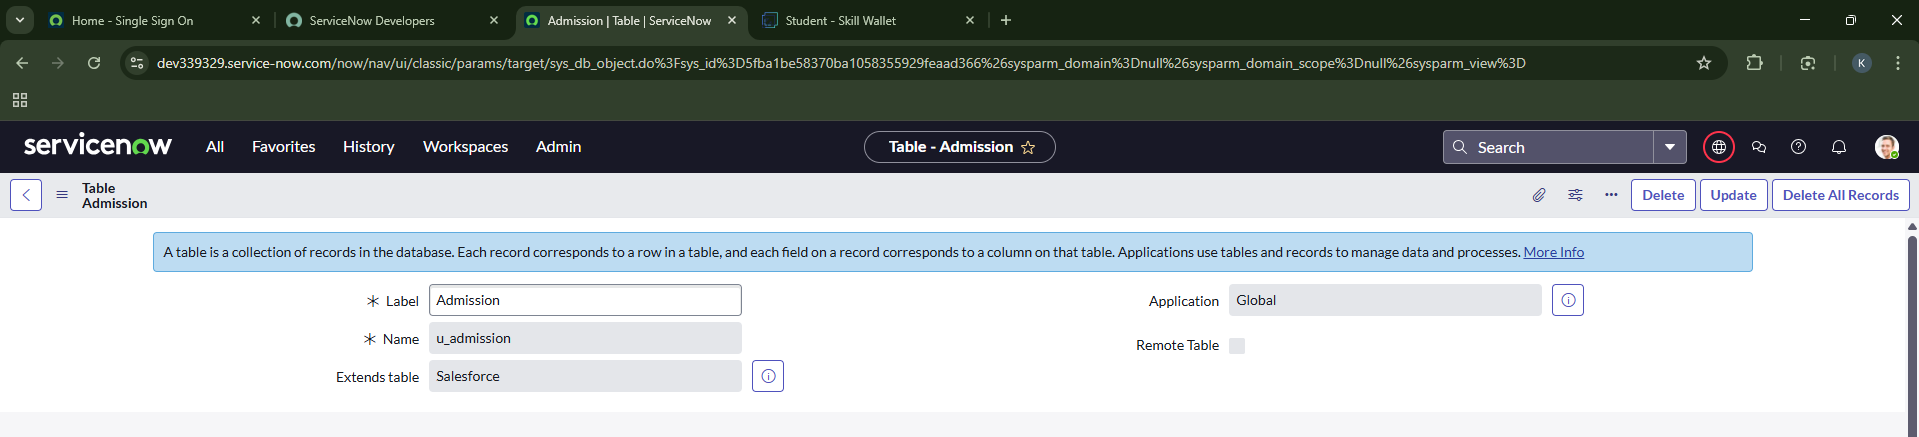 Home - Single Sign On
ServiceNow Developers
Admission | Table | ServiceNow
Student - Skill Wallet
dev339329.service-now.com/now/nav/ui/classic/params/target/sys_db_object.do%3Fsys_id%3D5fba1be58370ba1058355929feaad366%26sysparm_domain%3Dnull%26sysparm_domain_scope%3Dnull%26sysparm_view%3D
K
servicenow All Favorites History Workspaces Admin
Table - Admission
Search
Table
Admission
Delete Update Delete All Records
A table is a collection of records in the database. Each record corresponds to a row in a table, and each field on a record corresponds to a column on that table. Applications use tables and records to manage data and processes. More Info
Label Admission
Application Global
Name u_admission
Remote Table
Extends table Salesforce